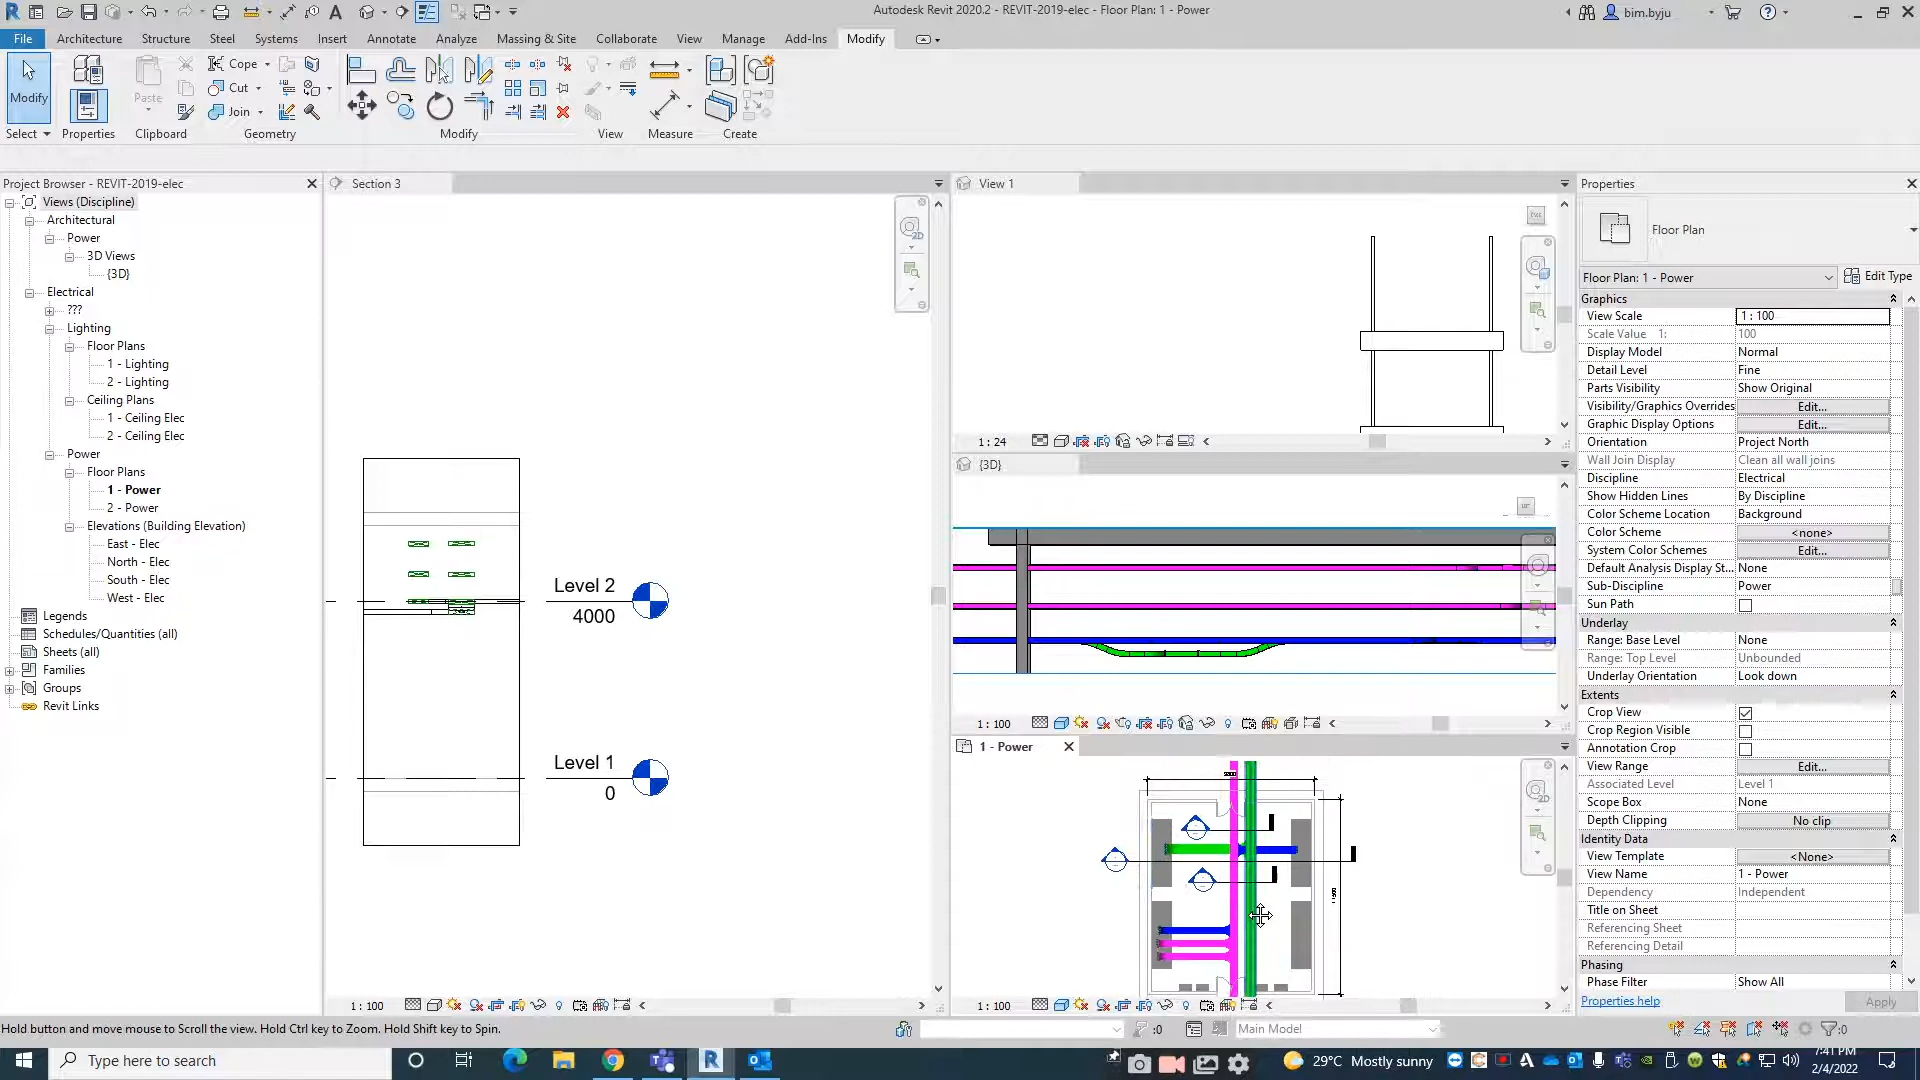 Autodesk Revit 2020.2 - REVIT-2019-elec - Floor Plan: 1 - Power
bim.byju
File Architecture Structure Steel Systems Insert Annotate Analyze Massing & Site Collaborate View Manage Add-Ins Modify
Modify Paste Cope Cut Join
Select Properties Clipboard Geometry Modify View Measure Create
Project Browser - REVIT-2019-elec
Views (Discipline)
Architectural
Power
3D Views
{3D}
Electrical
???
Lighting
Floor Plans
1 - Lighting
2 - Lighting
Ceiling Plans
1 - Ceiling Elec
2 - Ceiling Elec
Power
Floor Plans
1 - Power
2 - Power
Elevations (Building Elevation)
East - Elec
North - Elec
South - Elec
West - Elec
Legends
Schedules/Quantities (all)
Sheets (all)
Families
Groups
Revit Links
Section 3
2D
Level 2
4000
Level 1
0
1 : 100
View 1
1 : 24
{3D}
1 : 100
1 - Power
2D
1 : 100
Properties
Floor Plan
Floor Plan: 1 - Power Edit Type
Graphics
View Scale 1 : 100
Scale Value 1: 100
Display Model Normal
Detail Level Fine
Parts Visibility Show Original
Visibility/Graphics Overrides Edit...
Graphic Display Options Edit...
Orientation Project North
Wall Join Display Clean all wall joins
Discipline Electrical
Show Hidden Lines By Discipline
Color Scheme Location Background
Color Scheme <none>
System Color Schemes Edit...
Default Analysis Display St... None
Sub-Discipline Power
Sun Path
Underlay
Range: Base Level None
Range: Top Level Unbounded
Underlay Orientation Look down
Extents
Crop View
Crop Region Visible
Annotation Crop
View Range Edit...
Associated Level Level 1
Scope Box None
Depth Clipping No clip
Identity Data
View Template <None>
View Name 1 - Power
Dependency Independent
Title on Sheet
Referencing Sheet
Referencing Detail
Phasing
Phase Filter Show All
Properties help Apply
Hold button and move mouse to Scroll the view. Hold Ctrl key to Zoom. Hold Shift key to Spin.
:0 Main Model :0
Type here to search
29°C Mostly sunny
7:41 PM
2/4/2022